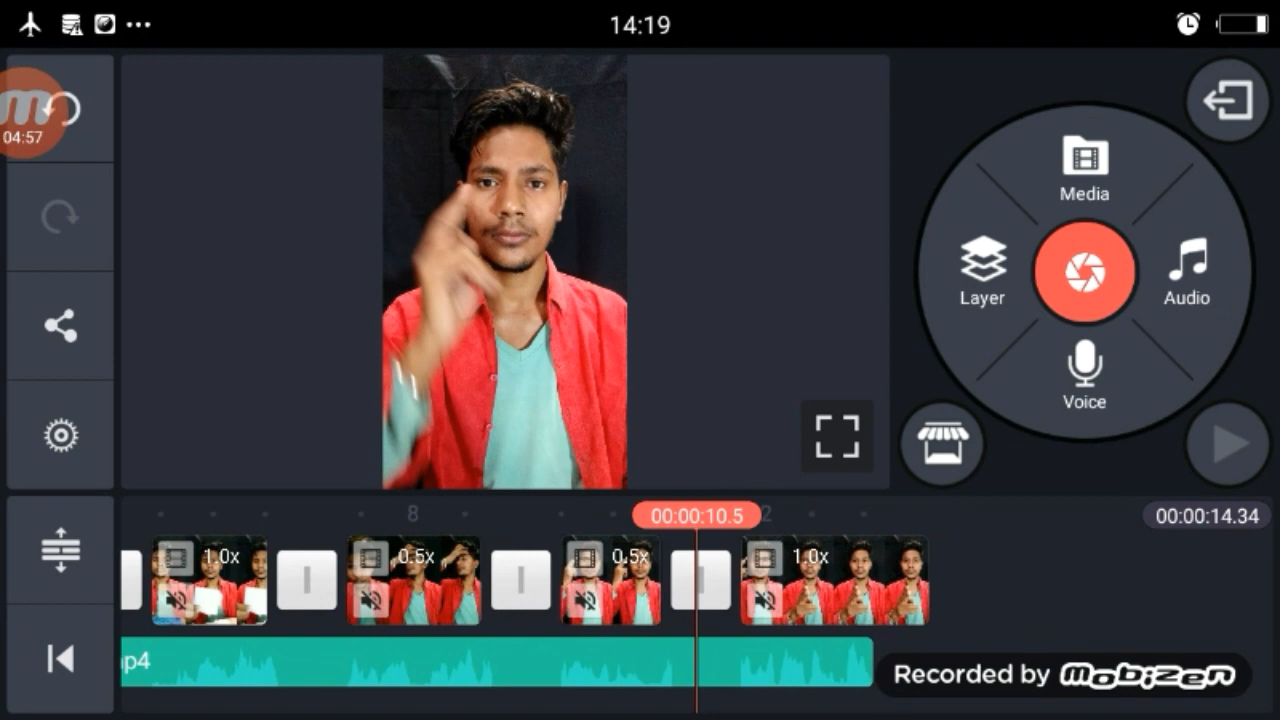 14:19
04:57
Media
Layer
Audio
Voice
8
00:00:10.5
2
00:00:14.34
1.0x
0.5x
0.5x
1.0x
p4
Recorded by mobizen